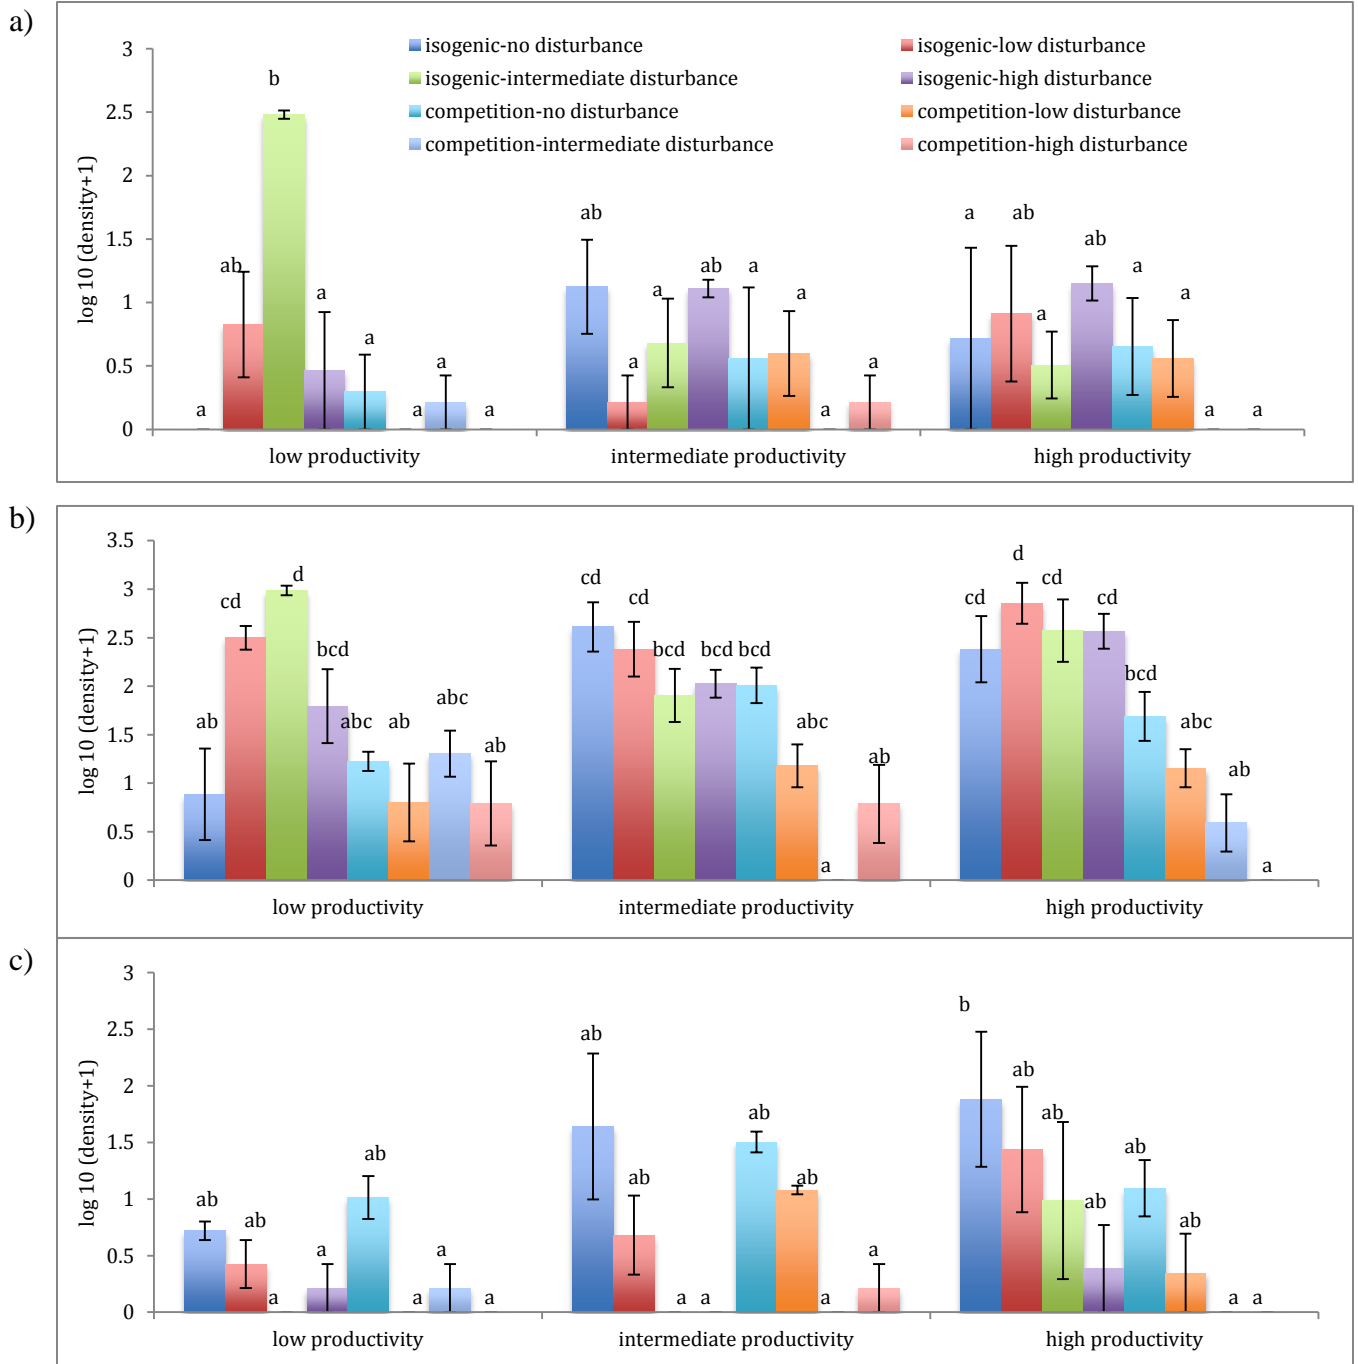 a)
isogenic-no disturbance
isogenic-low disturbance
isogenic-intermediate disturbance
isogenic-high disturbance
competition-no disturbance
competition-low disturbance
competition-intermediate disturbance
competition-high disturbance
log 10 (density+1)
3
2.5
2
1.5
1
0.5
0
a
ab
b
a
a
a
a
a
ab
a
a
ab
a
a
a
a
a
ab
a
ab
a
a
a
a
low productivity
intermediate productivity
high productivity
b)
log 10 (density+1)
3.5
3
2.5
2
1.5
1
0.5
0
ab
cd
d
bcd
abc
ab
abc
ab
cd
cd
bcd
bcd
bcd
abc
a
ab
cd
d
cd
cd
bcd
abc
ab
a
low productivity
intermediate productivity
high productivity
c)
log 10 (density+1)
3
2.5
2
1.5
1
0.5
0
ab
ab
a
a
ab
a
a
a
ab
ab
a
a
ab
ab
a
a
b
ab
ab
ab
ab
ab
a
a
low productivity
intermediate productivity
high productivity